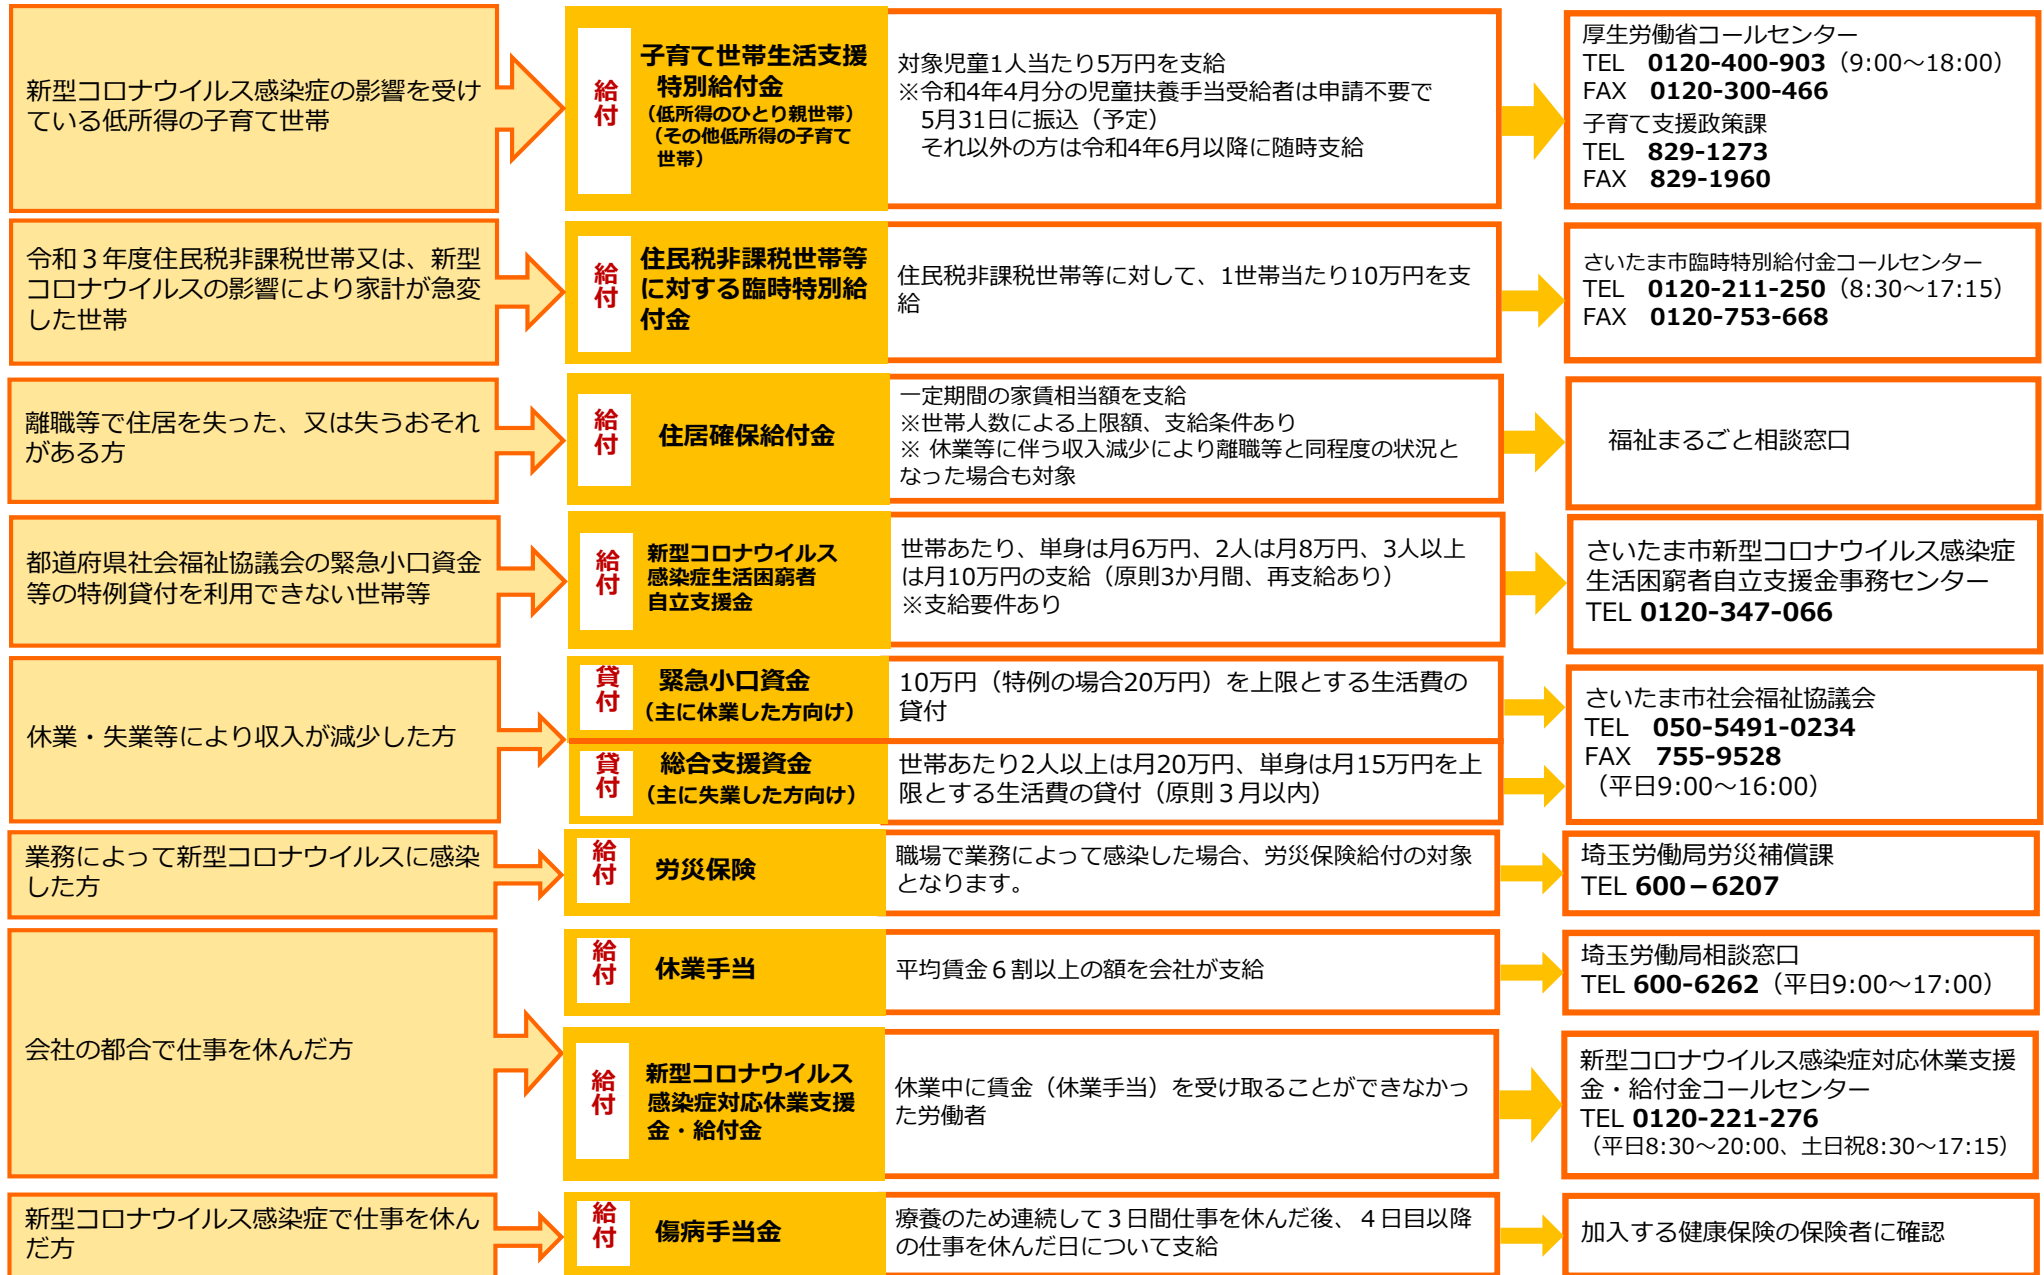 新型コロナウイルス感染症の影響を受け
ている低所得の子育て世帯
給付
子育て世帯生活支援
特別給付金
（低所得のひとり親世帯）
（その他低所得の子育て
世帯）
対象児童1人当たり5万円を支給
※令和4年4月分の児童扶養手当受給者は申請不要で
5月31日に振込（予定）
それ以外の方は令和4年6月以降に随時支給
厚生労働省コールセンター
TEL 0120-400-903（9:00～18:00）
FAX 0120-300-466
子育て支援政策課
TEL 829-1273
FAX 829-1960
令和３年度住民税非課税世帯又は、新型
コロナウイルスの影響により家計が急変
した世帯
給付
住民税非課税世帯等
に対する臨時特別給
付金
住民税非課税世帯等に対して、1世帯当たり10万円を支
給
さいたま市臨時特別給付金コールセンター
TEL 0120-211-250（8:30～17:15）
FAX 0120-753-668
離職等で住居を失った、又は失うおそれ
がある方
給付
住居確保給付金
一定期間の家賃相当額を支給
※世帯人数による上限額、支給条件あり
※ 休業等に伴う収入減少により離職等と同程度の状況と
なった場合も対象
福祉まるごと相談窓口
都道府県社会福祉協議会の緊急小口資金
等の特例貸付を利用できない世帯等
給付
新型コロナウイルス
感染症生活困窮者
自立支援金
世帯あたり、単身は月6万円、2人は月8万円、3人以上
は月10万円の支給（原則3か月間、再支給あり）
※支給要件あり
さいたま市新型コロナウイルス感染症
生活困窮者自立支援金事務センター
TEL 0120-347-066
休業・失業等により収入が減少した方
貸付
緊急小口資金
（主に休業した方向け）
10万円（特例の場合20万円）を上限とする生活費の
貸付
貸付
総合支援資金
（主に失業した方向け）
世帯あたり2人以上は月20万円、単身は月15万円を上
限とする生活費の貸付（原則３月以内）
さいたま市社会福祉協議会
TEL 050-5491-0234
FAX 755-9528
（平日9:00～16:00）
業務によって新型コロナウイルスに感染
した方
給付
労災保険
職場で業務によって感染した場合、労災保険給付の対象
となります。
埼玉労働局労災補償課
TEL 600－6207
会社の都合で仕事を休んだ方
給付
休業手当
平均賃金６割以上の額を会社が支給
埼玉労働局相談窓口
TEL 600-6262（平日9:00～17:00）
給付
新型コロナウイルス
感染症対応休業支援
金・給付金
休業中に賃金（休業手当）を受け取ることができなかっ
た労働者
新型コロナウイルス感染症対応休業支援
金・給付金コールセンター
TEL 0120-221-276
（平日8:30～20:00、土日祝8:30～17:15）
新型コロナウイルス感染症で仕事を休ん
だ方
給付
傷病手当金
療養のため連続して３日間仕事を休んだ後、４日目以降
の仕事を休んだ日について支給
加入する健康保険の保険者に確認